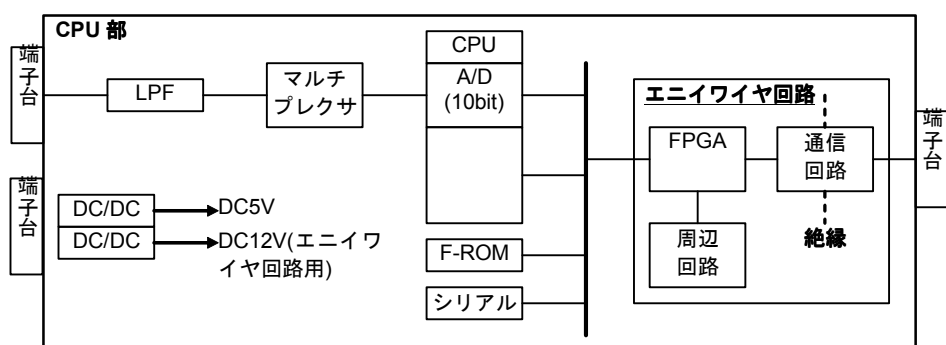 CPU 部
端
子
台
LPF
マルチ
プレクサ
CPU
A/D
(10bit)
エニイワイヤ回路
FPGA
通信
回路
端
子
台
端
子
台
DC/DC
DC5V
DC/DC
DC12V(エニイワ
イヤ回路用)
F-ROM
シリアル
周辺
回路
絶縁